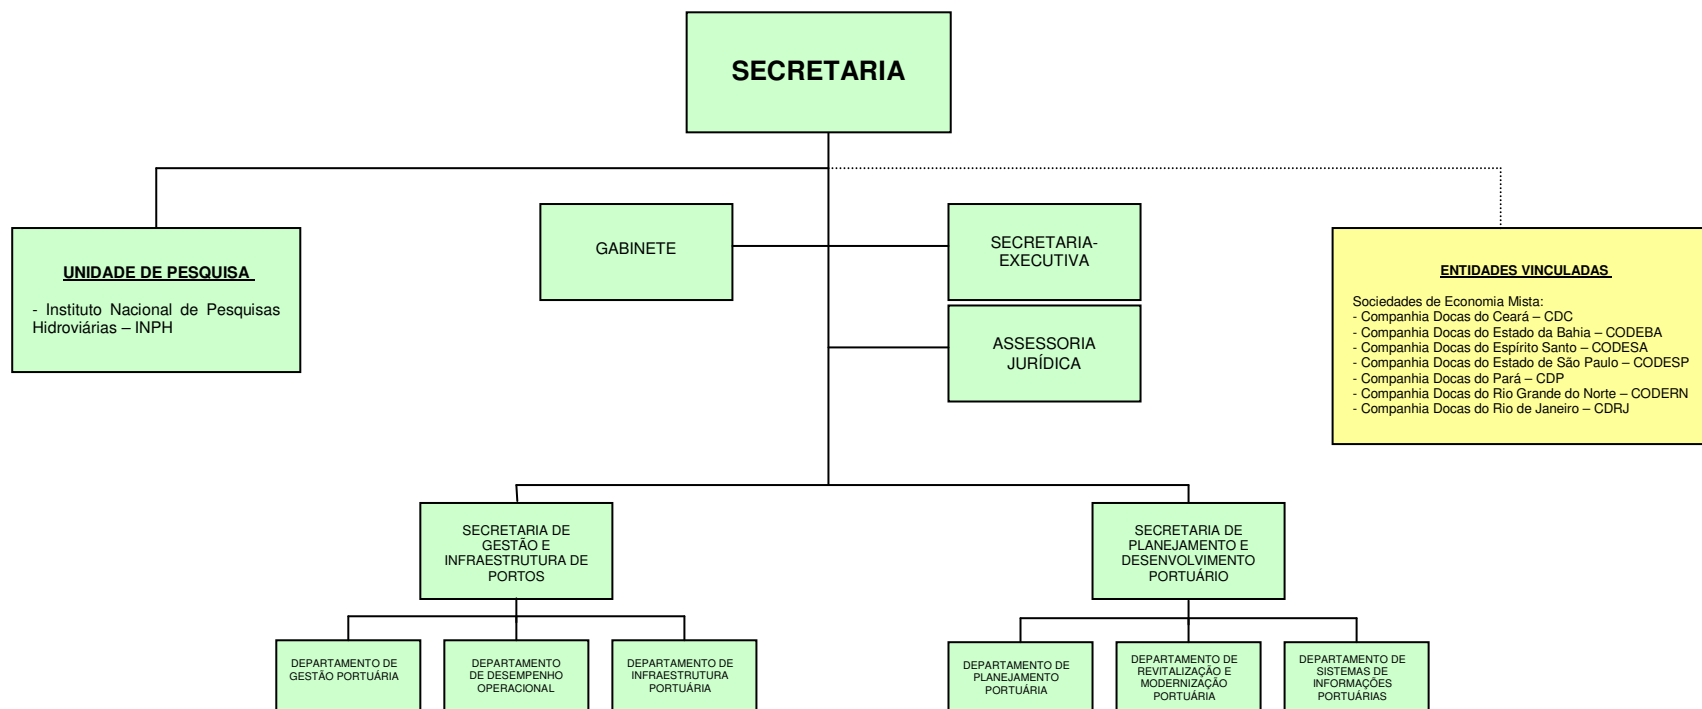 SECRETARIA
UNIDADE DE PESQUISA
- Instituto Nacional de Pesquisas
Hidroviárias – INPH
GABINETE
SECRETARIA-
EXECUTIVA
ASSESSORIA
JURÍDICA
ENTIDADES VINCULADAS
Sociedades de Economia Mista:
- Companhia Docas do Ceará – CDC
- Companhia Docas do Estado da Bahia – CODEBA
- Companhia Docas do Espírito Santo – CODESA
- Companhia Docas do Estado de São Paulo – CODESP
- Companhia Docas do Pará – CDP
- Companhia Docas do Rio Grande do Norte – CODERN
- Companhia Docas do Rio de Janeiro – CDRJ
SECRETARIA DE
GESTÃO E
INFRAESTRUTURA DE
PORTOS
SECRETARIA DE
PLANEJAMENTO E
DESENVOLVIMENTO
PORTUÁRIO
DEPARTAMENTO DE
GESTÃO PORTUÁRIA
DEPARTAMENTO
DE DESEMPENHO
OPERACIONAL
DEPARTAMENTO DE
INFRAESTRUTURA
PORTUÁRIA
DEPARTAMENTO DE
PLANEJAMENTO
PORTUÁRIA
DEPARTAMENTO DE
REVITALIZAÇÃO E
MODERNIZAÇÃO
PORTUÁRIA
DEPARTAMENTO DE
SISTEMAS DE
INFORMAÇÕES
PORTUÁRIAS